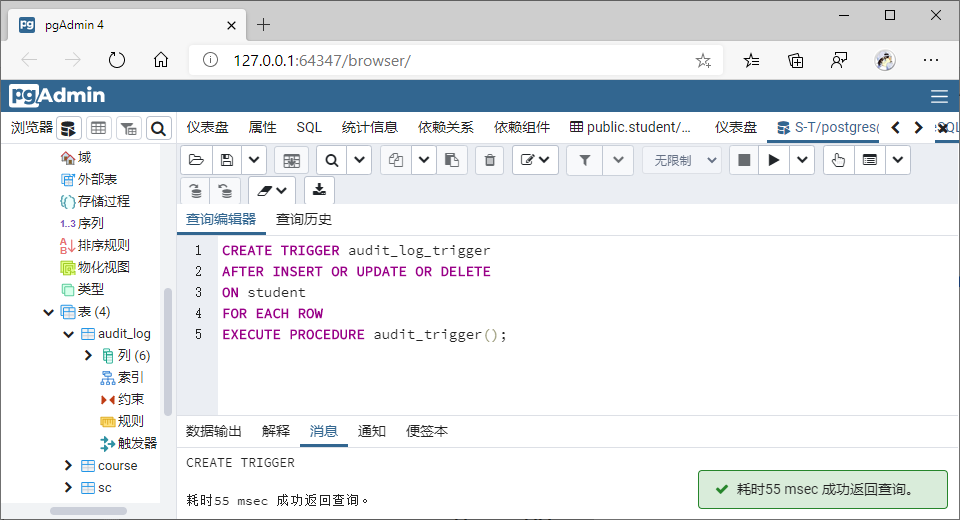 pgAdmin 4
127.0.0.1:64347/browser/
pgAdmin
浏览器
仪表盘 属性 SQL 统计信息 依赖关系 依赖组件 public.student/... 仪表盘 S-T/postgres@
无限制
域
外部表
存储过程
1..3 序列
排序规则
物化视图
类型
表 (4)
audit_log
列 (6)
索引
约束
规则
触发器
course
sc
查询编辑器 查询历史
1 CREATE TRIGGER audit_log_trigger
2 AFTER INSERT OR UPDATE OR DELETE
3 ON student
4 FOR EACH ROW
5 EXECUTE PROCEDURE audit_trigger();
数据输出 解释 消息 通知 便签本
CREATE TRIGGER
耗时55 msec 成功返回查询。
耗时55 msec 成功返回查询。